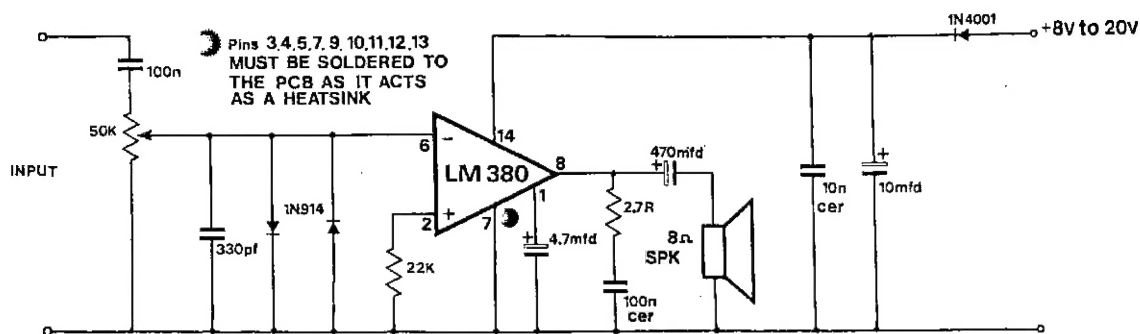 1N4001
+8V to 20V
Pins 3,4,5,7,9,10,11,12,13
MUST BE SOLDERED TO
THE PCB AS IT ACTS
AS A HEATSINK
100n
50K
INPUT
6
-
14
LM 380
8
1
+
2
7
470mfd
+
10n
cer
+
10mfd
1N914
2.7R
330pf
22K
+
4.7mfd
8Ω
SPK
100n
cer